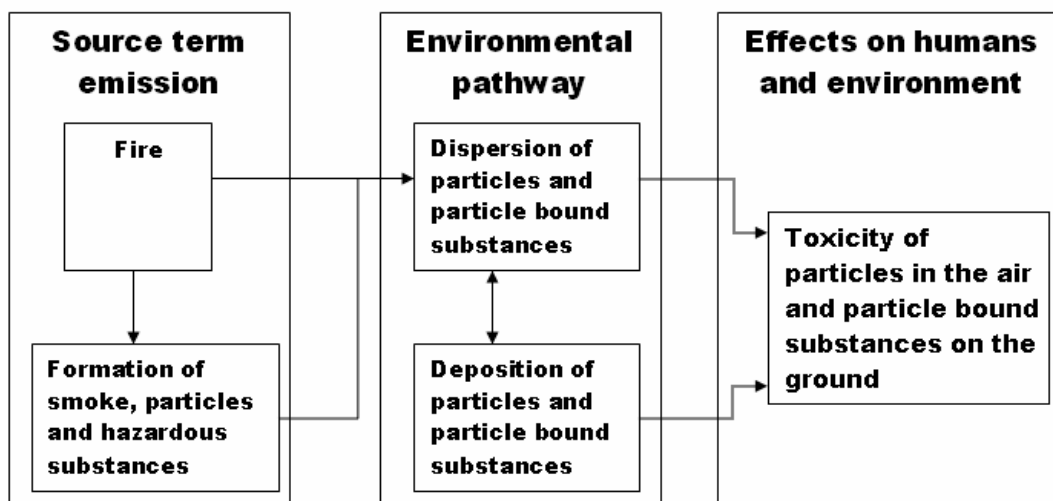 Source term
emission
Fire
Formation of
smoke, particles
and hazardous
substances
Environmental
pathway
Dispersion of
particles and
particle bound
substances
Deposition of
particles and
particle bound
substances
Effects on humans
and environment
Toxicity of
particles in the air
and particle bound
substances on the
ground